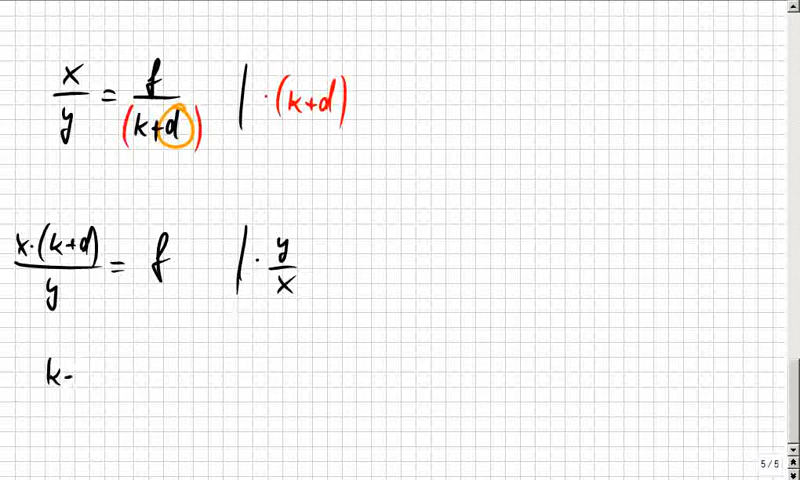 x/y = f/(k+d) | · (k+d)
x·(k+d)/y = f | · y/x
k-
5/5